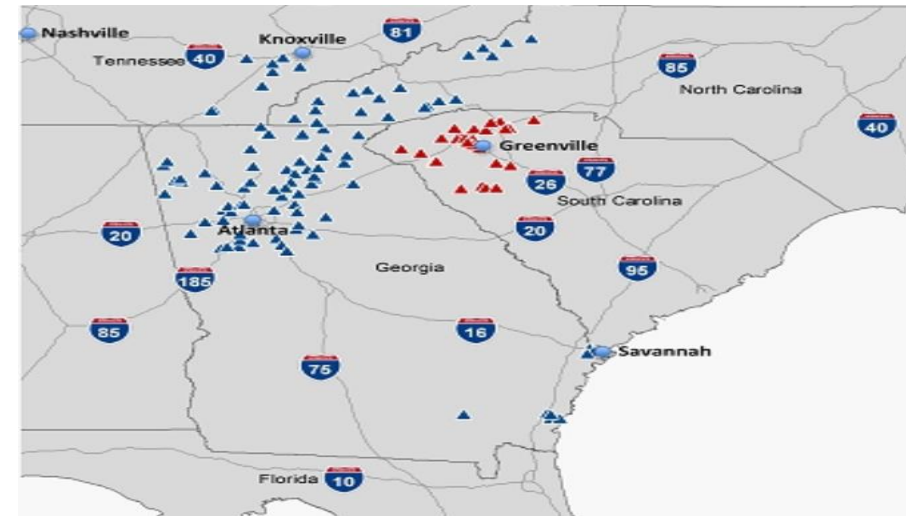 Nashville
Knoxville
81
Tennessee
40
85
North Carolina
40
Greenville
77
26
South Carolina
20
Atlanta
20
Georgia
95
185
85
16
Savannah
75
Florida
10